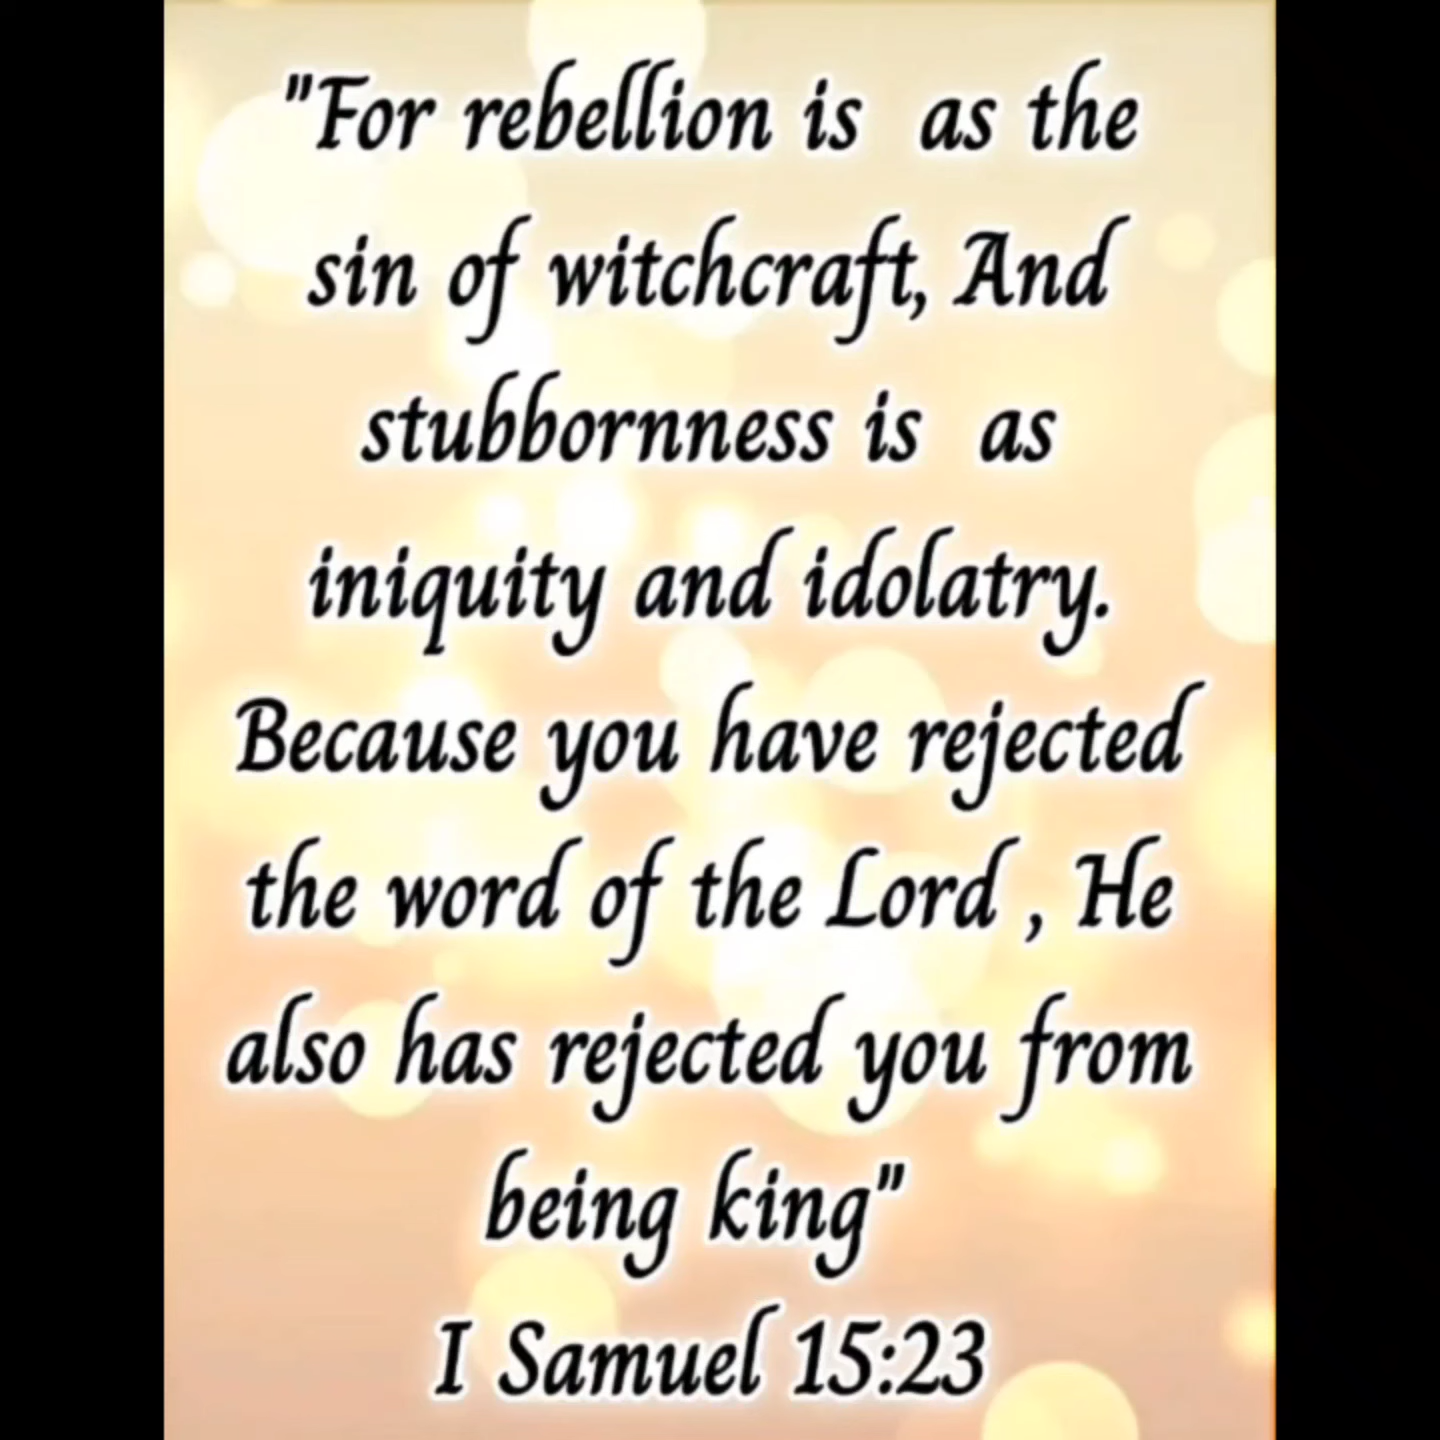 "For rebellion is  as the
sin of witchcraft, And
stubbornness is  as
iniquity and idolatry.
Because you have rejected
the word of the Lord , He
also has rejected you from
being king"
I Samuel 15:23